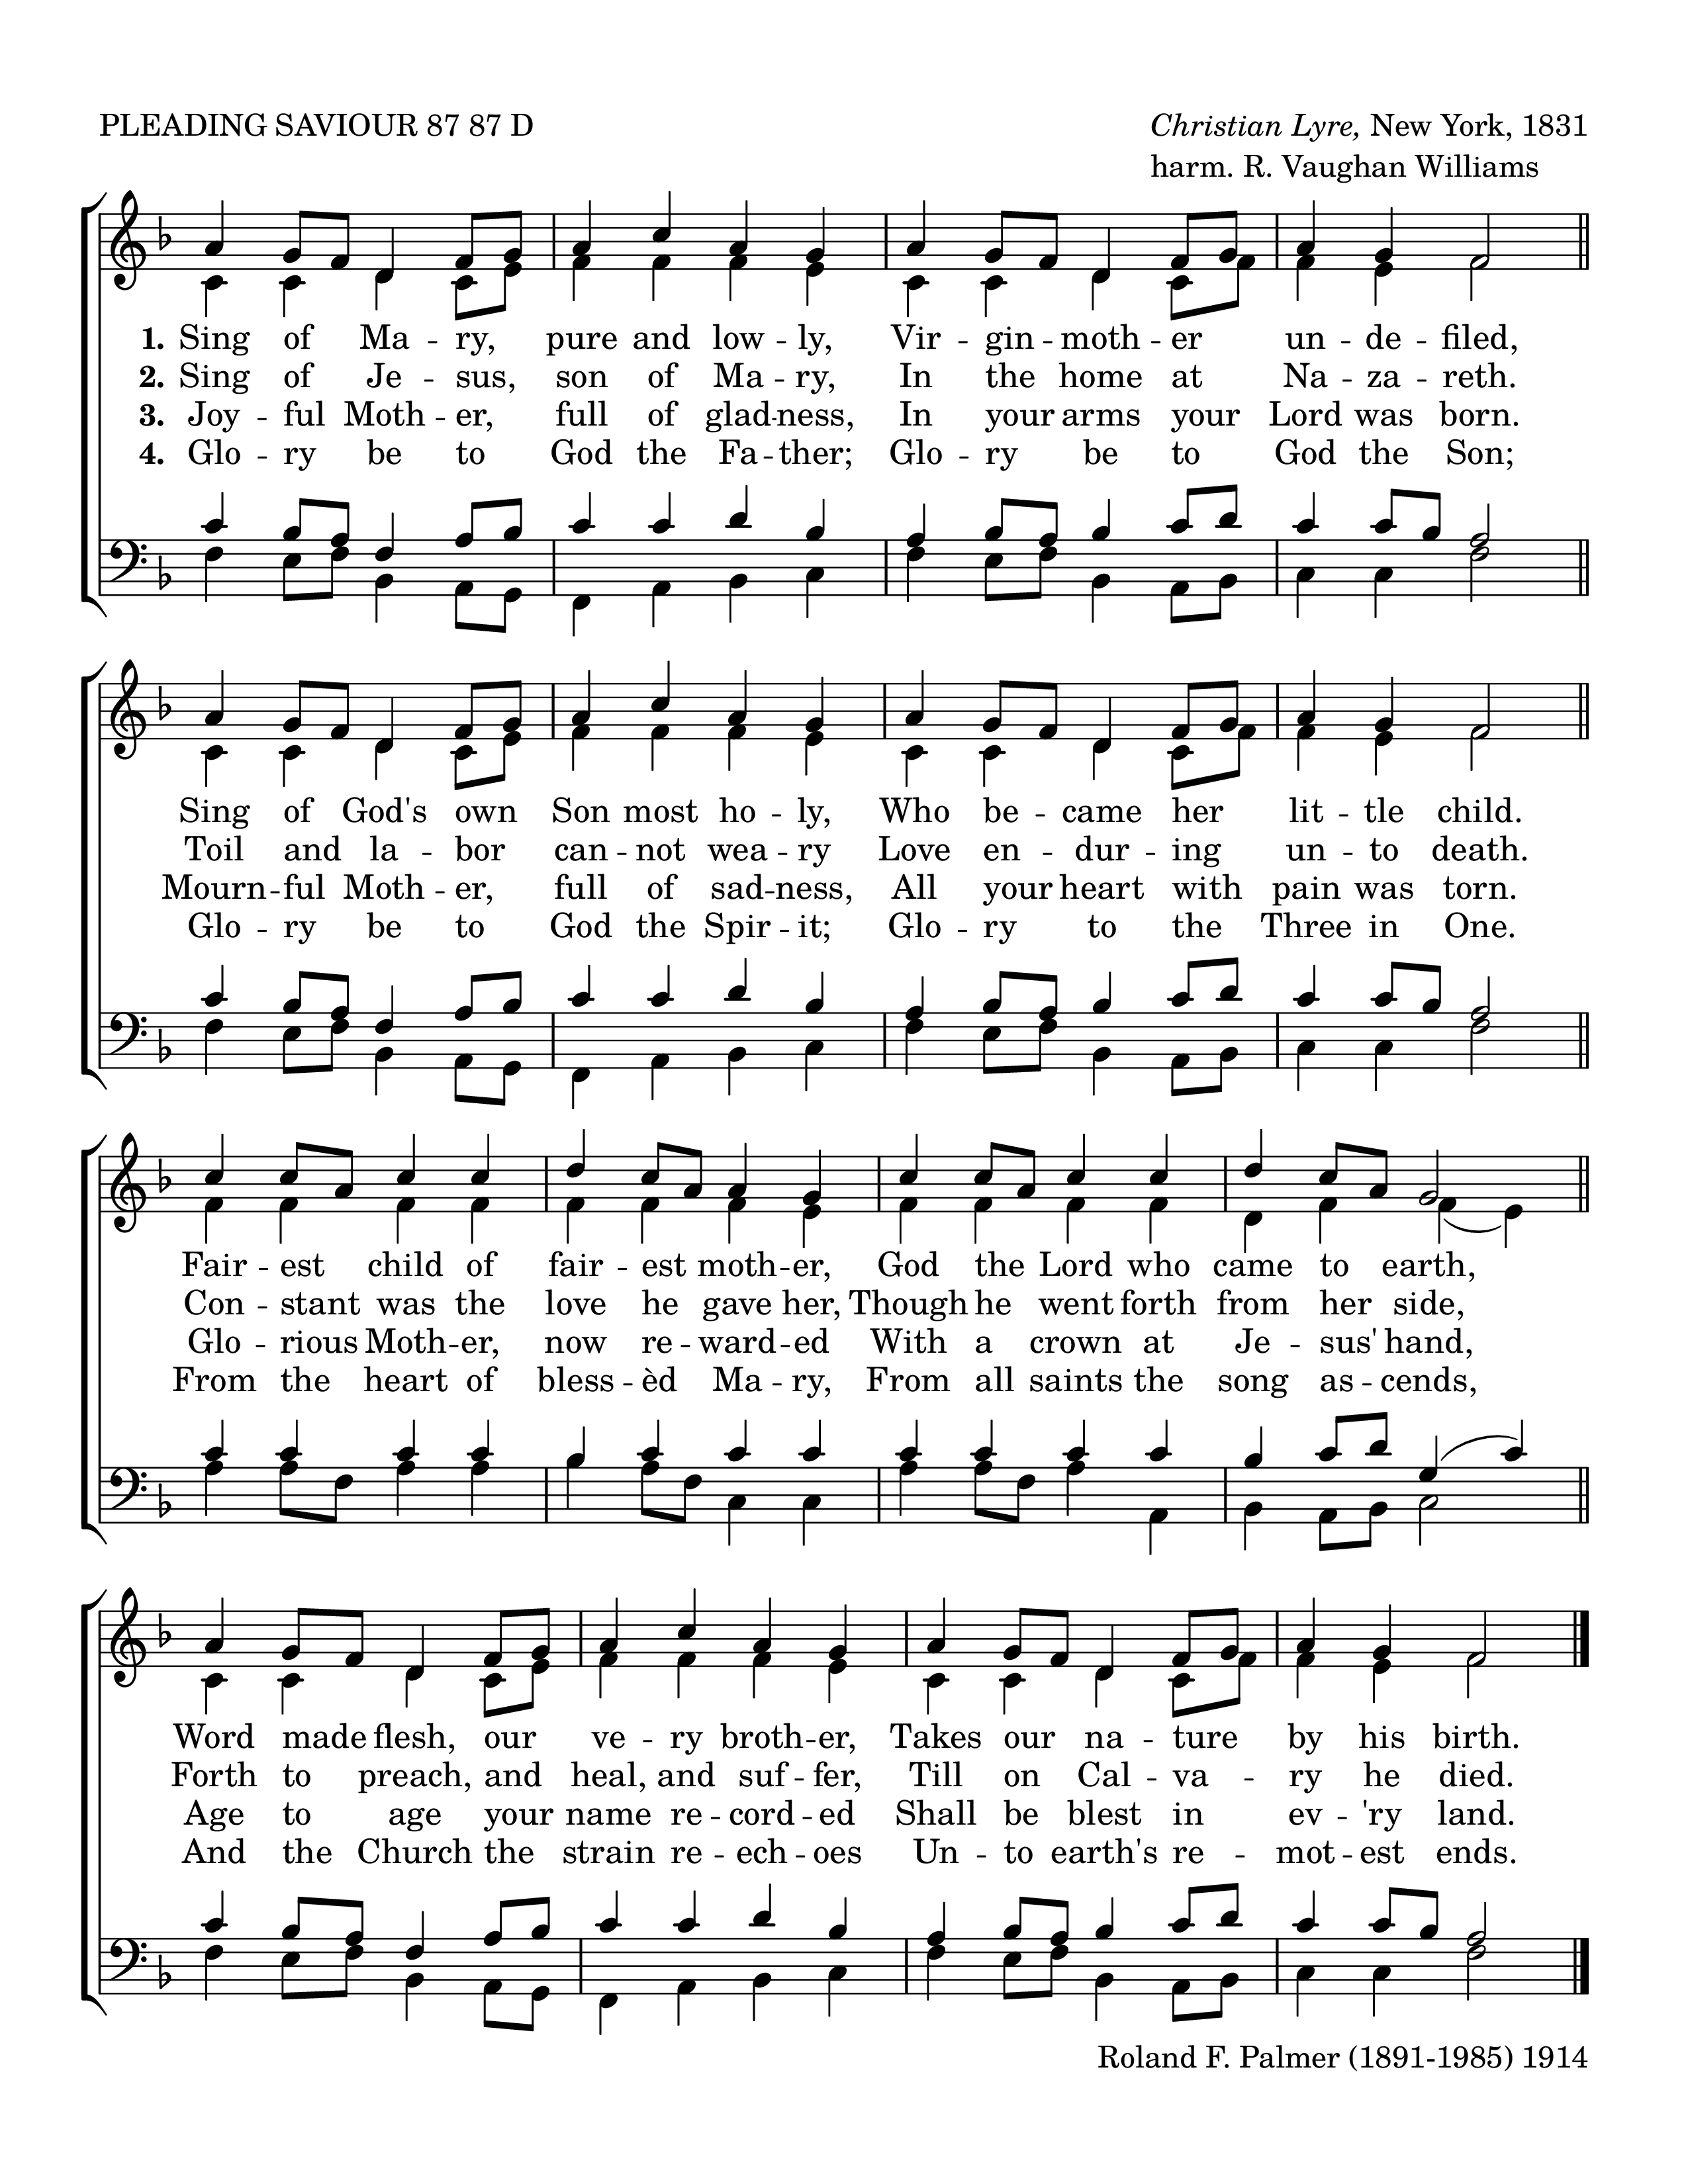 PLEADING SAVIOUR 87 87 D
Christian Lyre, New York, 1831
harm. R. Vaughan Williams
1. Sing of Ma - ry, pure and low - ly, Vir - gin - moth - er un - de - filed,
2. Sing of Je - sus, son of Ma - ry, In the home at Na - za - reth.
3. Joy - ful Moth - er, full of glad - ness, In your arms your Lord was born.
4. Glo - ry be to God the Fa - ther; Glo - ry be to God the Son;
Sing of God's own Son most ho - ly, Who be - came her lit - tle child.
Toil and la - bor can - not wea - ry Love en - dur - ing un - to death.
Mourn - ful Moth - er, full of sad - ness, All your heart with pain was torn.
Glo - ry be to God the Spir - it; Glo - ry to the Three in One.
Fair - est child of fair - est moth - er, God the Lord who came to earth,
Con - stant was the love he gave her, Though he went forth from her side,
Glo - rious Moth - er, now re - ward - ed With a crown at Je - sus' hand,
From the heart of bless - èd Ma - ry, From all saints the song as - cends,
Word made flesh, our ve - ry broth - er, Takes our na - ture by his birth.
Forth to preach, and heal, and suf - fer, Till on Cal - va - ry he died.
Age to age your name re - cord - ed Shall be blest in ev - 'ry land.
And the Church the strain re - ech - oes Un - to earth's re - mot - est ends.
Roland F. Palmer (1891-1985) 1914